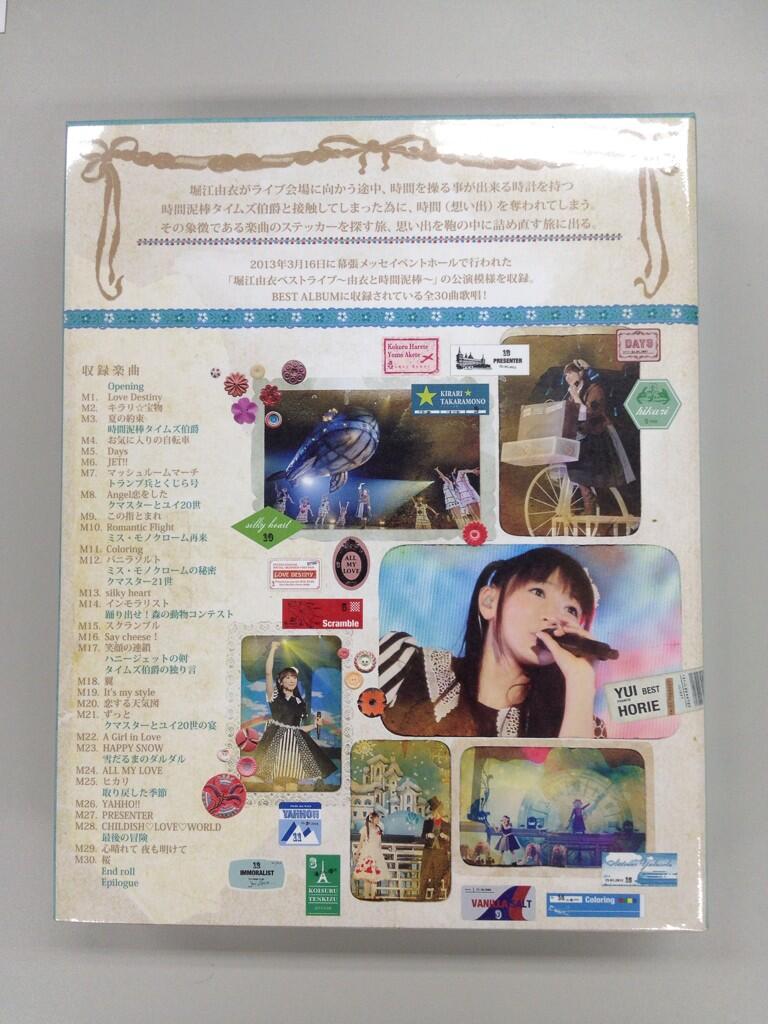 堀江由衣がライブ会場に向かう途中、時間を操る事が出来る時計を持つ
時間泥棒タイムズ伯爵と接触してしまった為に、時間(想い出)を奪われてしまう。
その象徴である楽曲のステッカーを探す旅、思い出を鞄の中に詰め直す旅に出る。
2013年3月16日に幕張メッセイベントホールで行われた
「堀江由衣ベストライブ〜由衣と時間泥棒〜」の公演模様を収録。
BEST ALBUMに収録されている全30曲歌唱!
収録楽曲
Opening
M1. Love Destiny
M2. キラリ☆宝物
M3. 夏の約束
時間泥棒タイムズ伯爵
M4. お気に入りの自転車
M5. Days
M6. JET!!
M7. マッシュルームマーチ
トランプ兵とくじら号
M8. Angel恋をした
クマスターとユイ20世
M9. この指とまれ
M10. Romantic Flight
ミス・モノクローム再来
M11. Coloring
M12. バニラソルト
ミス・モノクロームの秘密
クマスター21世
M13. silky heart
M14. インモラリスト
踊り出せ!森の動物コンテスト
M15. スクランブル
M16. Say cheese !
M17. 笑顔の連鎖
ハニージェットの剣
タイムズ伯爵の独り言
M18. 翼
M19. It's my style
M20. 恋する天気図
M21. ずっと
クマスターとユイ20世の宴
M22. A Girl in Love
M23. HAPPY SNOW
雪だるまのダルダル
M24. ALL MY LOVE
M25. ヒカリ
取り戻した季節
M26. YAHHO!!
M27. PRESENTER
M28. CHILDISH♡LOVE♡WORLD
最後の冒険
M29. 心晴れて 夜も明けて
M30. 桜
End roll
Epilogue
Kokoro Harete
Yomo Akete
PRESENTER
DAYS
KIRARI
TAKARAMONO
hikari
silky heart
ALL
MY
LOVE
LOVE DESTINY
Scramble
YUI BEST
HORIE
YAHHO!!
IMMORALIST
KOISURU
TENKIZU
VANILLA SALT
Coloring